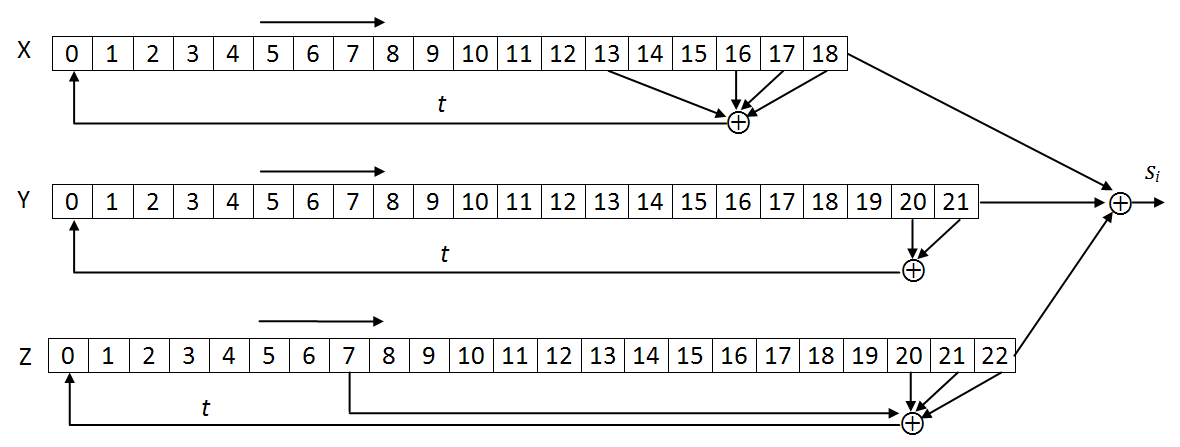 X 0 1 2 3 4 5 6 7 8 9 10 11 12 13 14 15 16 17 18
t
sᵢ
Y 0 1 2 3 4 5 6 7 8 9 10 11 12 13 14 15 16 17 18 19 20 21
t
Z 0 1 2 3 4 5 6 7 8 9 10 11 12 13 14 15 16 17 18 19 20 21 22
t